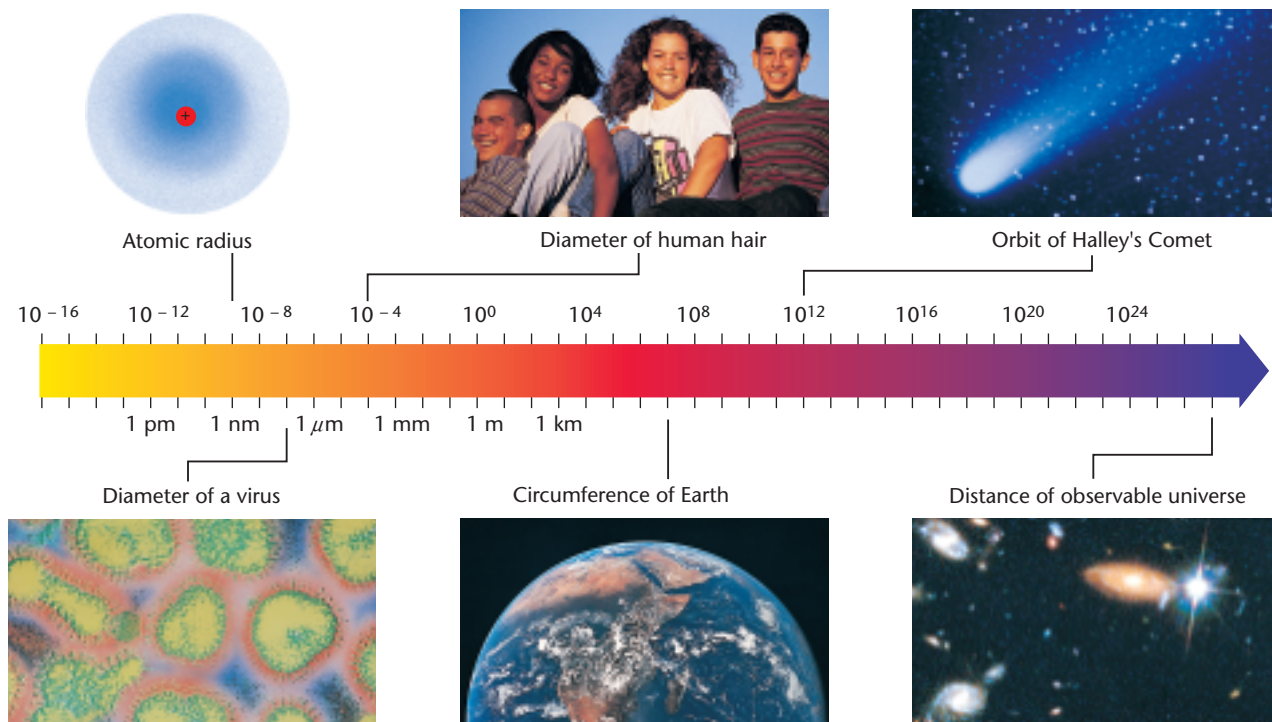 +
Atomic radius
Diameter of human hair
Orbit of Halley's Comet
10⁻¹⁶ 10⁻¹² 10⁻⁸ 10⁻⁴ 10⁰ 10⁴ 10⁸ 10¹² 10¹⁶ 10²⁰ 10²⁴
1 pm 1 nm 1 μm 1 mm 1 m 1 km
Diameter of a virus
Circumference of Earth
Distance of observable universe